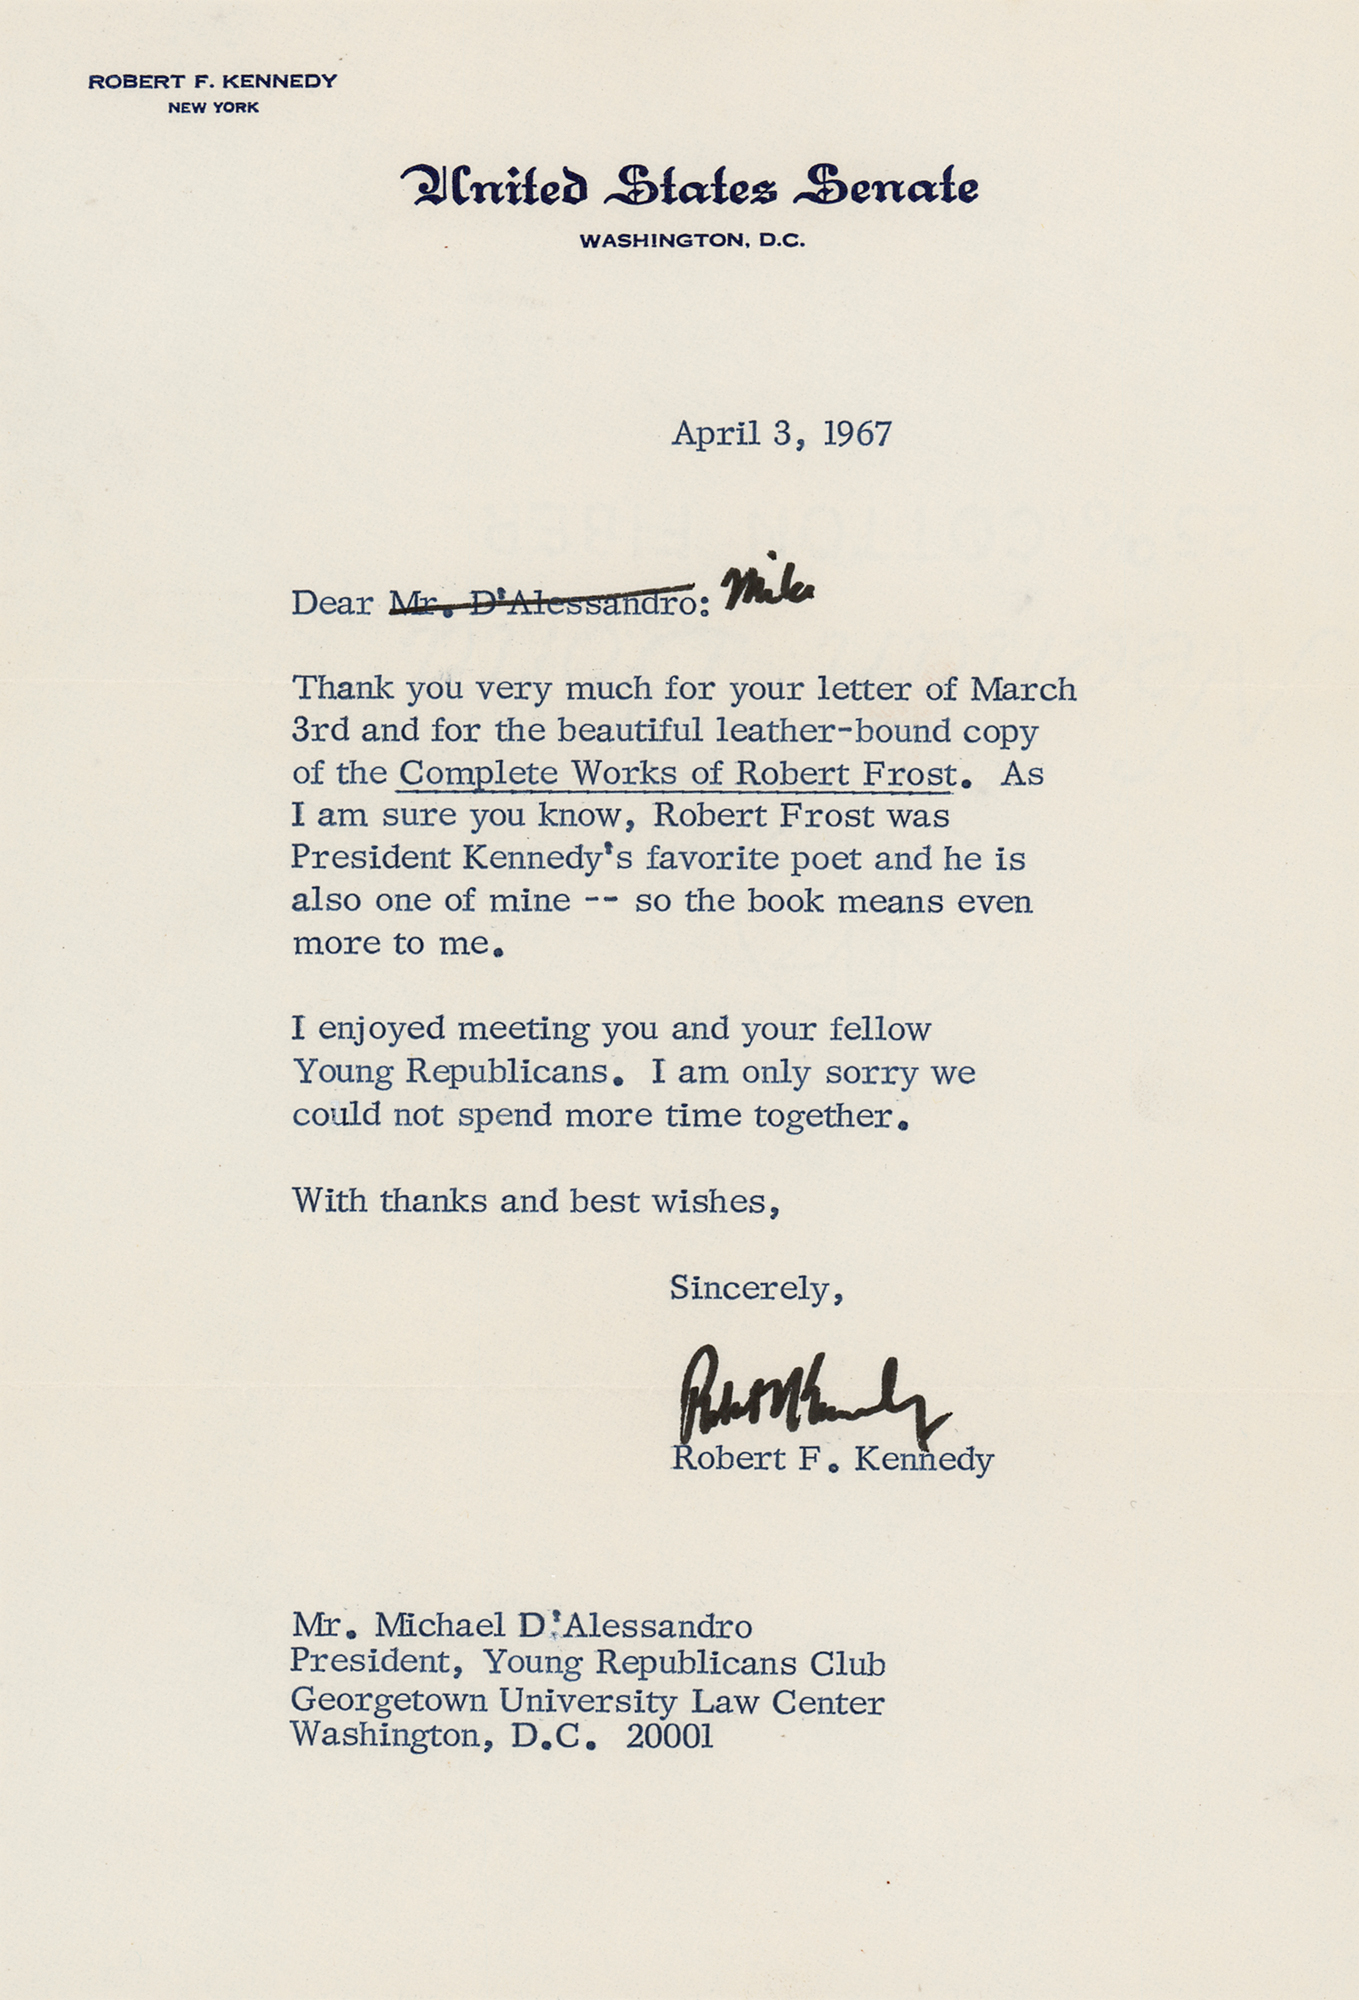 ROBERT F. KENNEDY
NEW YORK
United States Senate
WASHINGTON, D.C.
April 3, 1967
Dear Mr. D'Alessandro: Mike
Thank you very much for your letter of March
3rd and for the beautiful leather-bound copy
of the Complete Works of Robert Frost. As
I am sure you know, Robert Frost was
President Kennedy's favorite poet and he is
also one of mine -- so the book means even
more to me.
I enjoyed meeting you and your fellow
Young Republicans. I am only sorry we
could not spend more time together.
With thanks and best wishes,
Sincerely,
Robert Kennedy
Robert F. Kennedy
Mr. Michael D'Alessandro
President, Young Republicans Club
Georgetown University Law Center
Washington, D.C. 20001